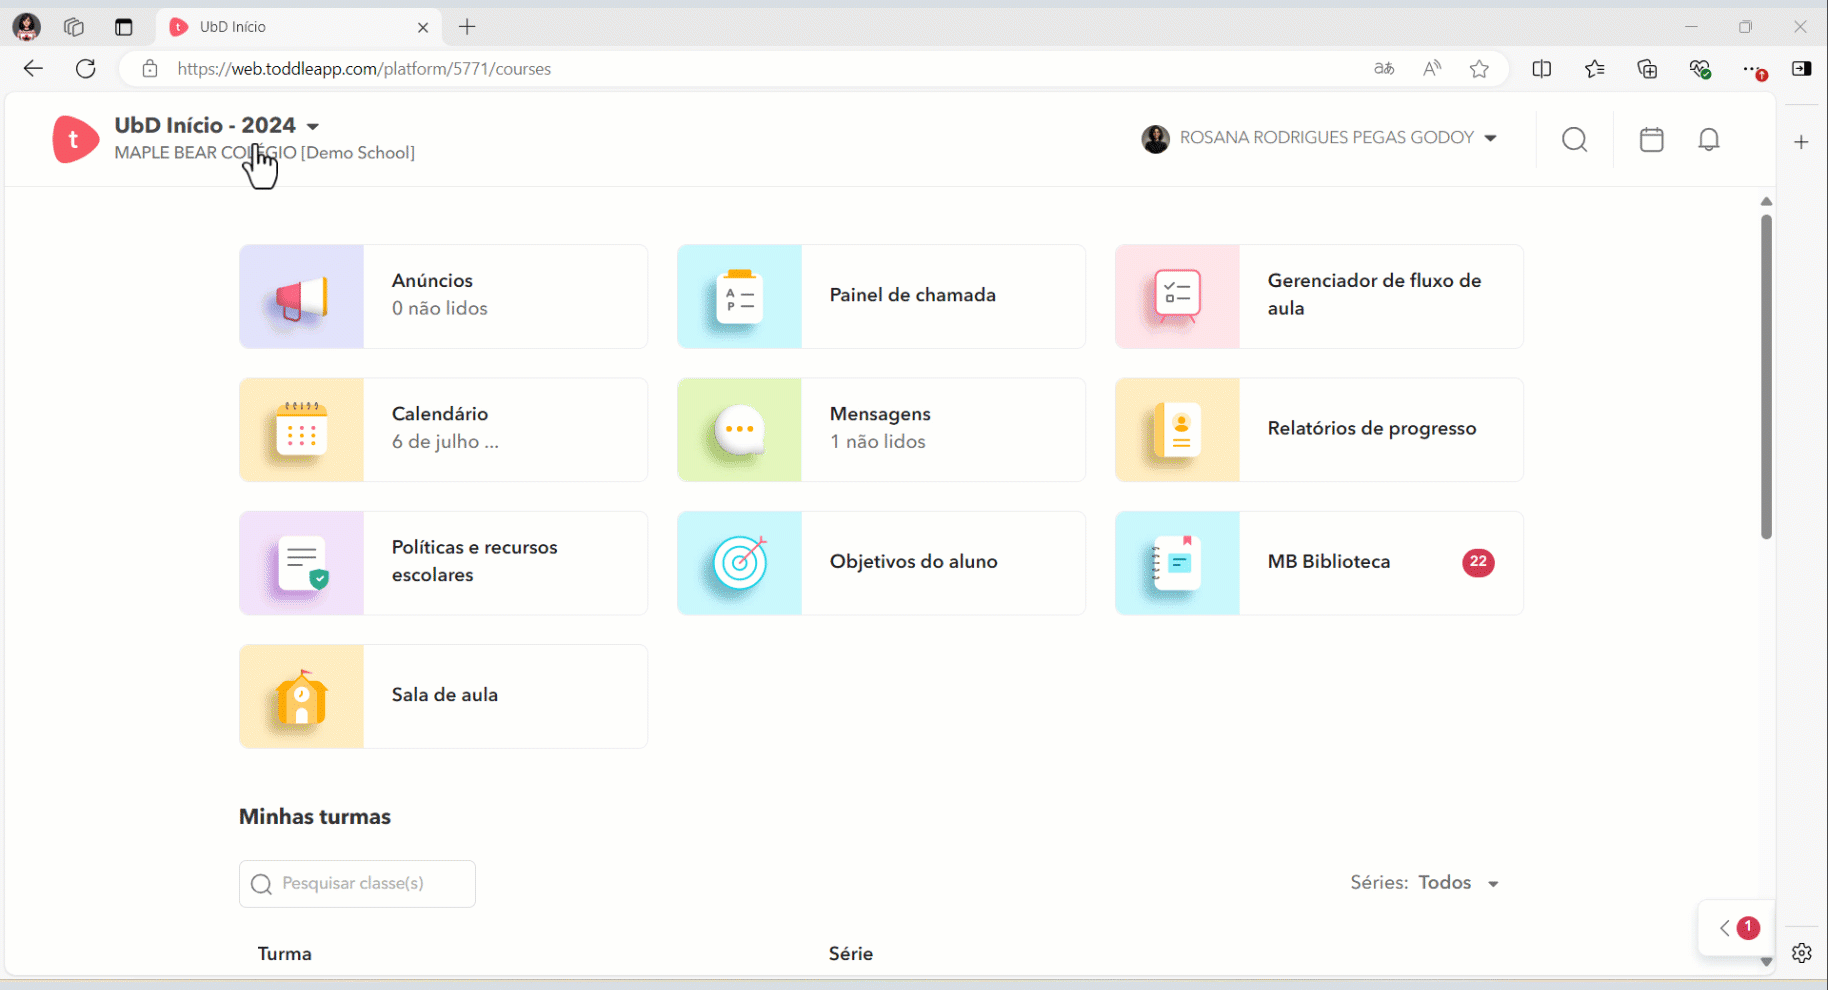 UbD Início
https://web.toddleapp.com/platform/5771/courses
t
UbD Início - 2024
MAPLE BEAR COLÉGIO [Demo School]
ROSANA RODRIGUES PEGAS GODOY
Anúncios
0 não lidos
A
P
Painel de chamada
Gerenciador de fluxo de
aula
Calendário
6 de julho ...
Mensagens
1 não lidos
Relatórios de progresso
Políticas e recursos
escolares
Objetivos do aluno
MB Biblioteca
22
Sala de aula
Minhas turmas
Pesquisar classe(s)
Séries: Todos
1
Turma
Série